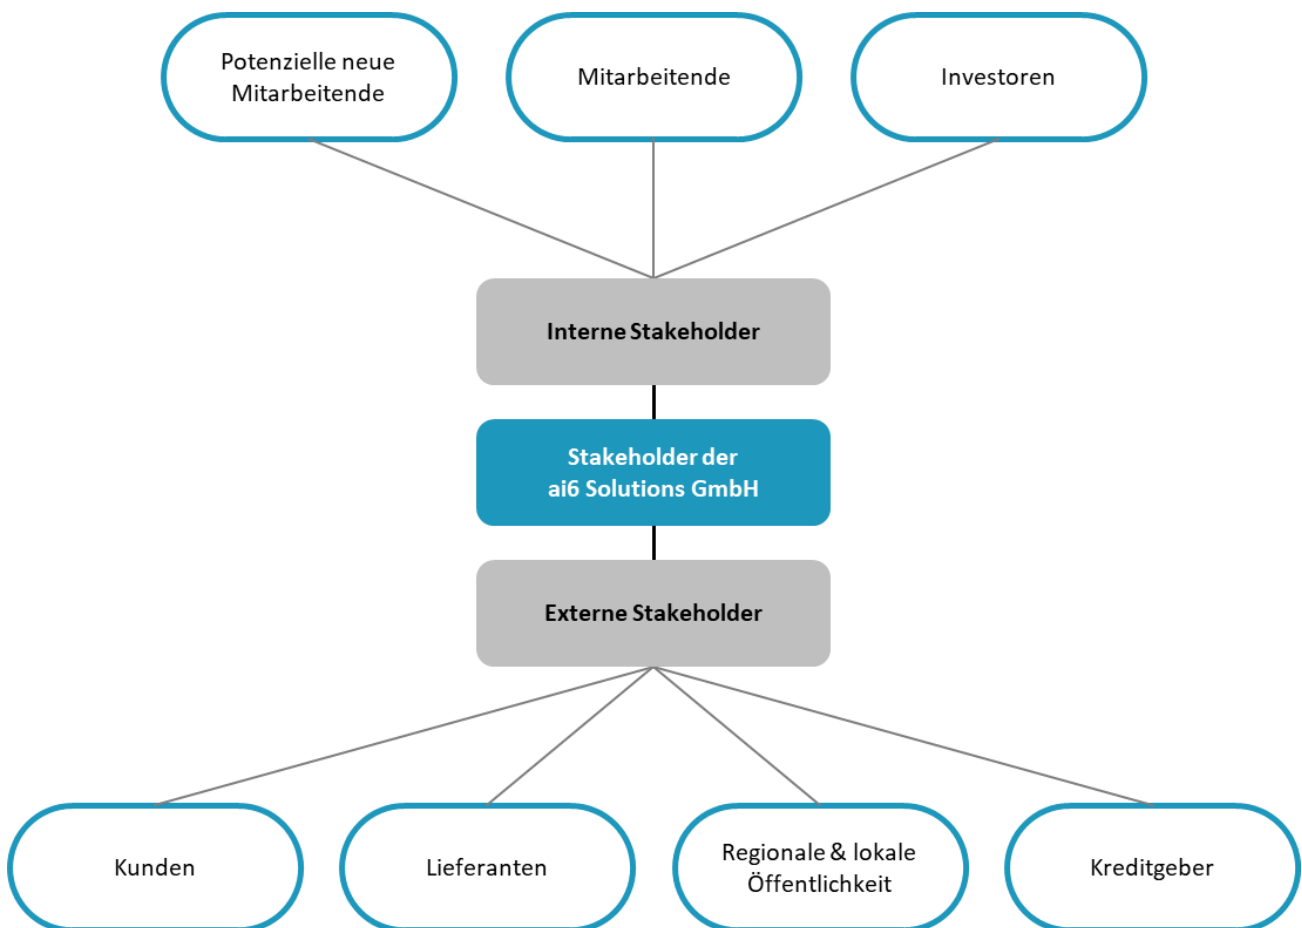 Potenzielle neue
Mitarbeitende
Mitarbeitende
Investoren
Interne Stakeholder
Stakeholder der
ai6 Solutions GmbH
Externe Stakeholder
Kunden
Lieferanten
Regionale & lokale
Öffentlichkeit
Kreditgeber